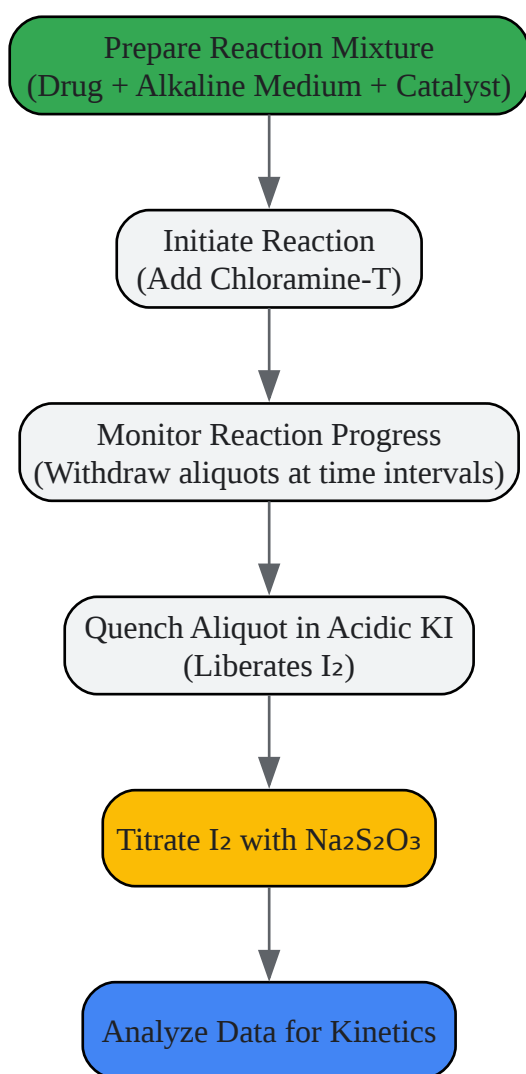 Prepare Reaction Mixture
(Drug + Alkaline Medium + Catalyst)
Initiate Reaction
(Add Chloramine-T)
Monitor Reaction Progress
(Withdraw aliquots at time intervals)
Quench Aliquot in Acidic KI
(Liberates I₂)
Titrate I₂ with Na₂S₂O₃
Analyze Data for Kinetics